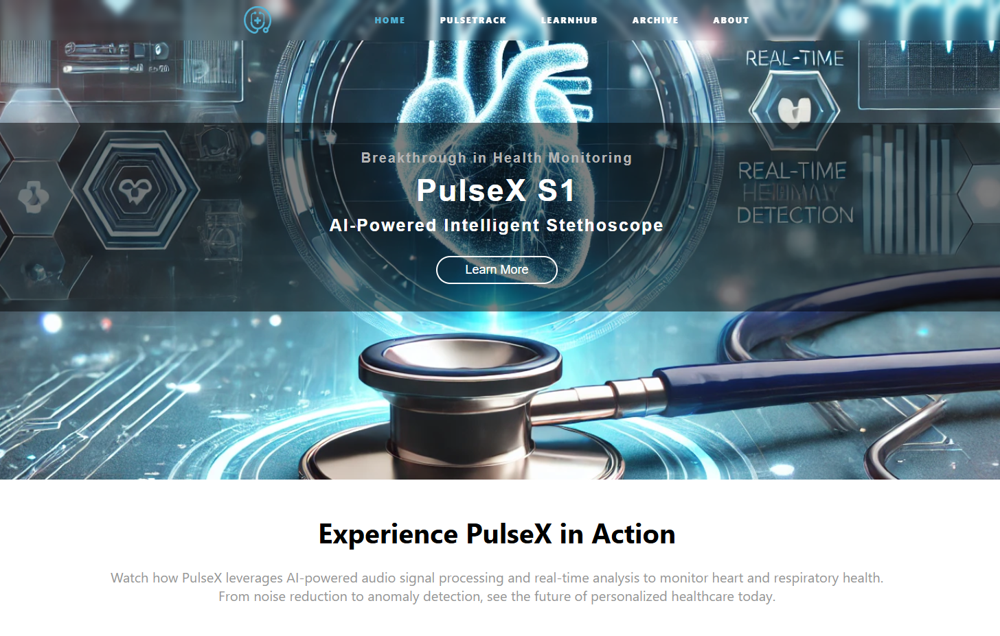 HOME PULSETRACK LEARNHUB ARCHIVE ABOUT
REAL-TIME
Breakthrough in Health Monitoring
PulseX S1
AI-Powered Intelligent Stethoscope
Learn More
REAL-TIME
DETECTION
Experience PulseX in Action
Watch how PulseX leverages AI-powered audio signal processing and real-time analysis to monitor heart and respiratory health.
From noise reduction to anomaly detection, see the future of personalized healthcare today.